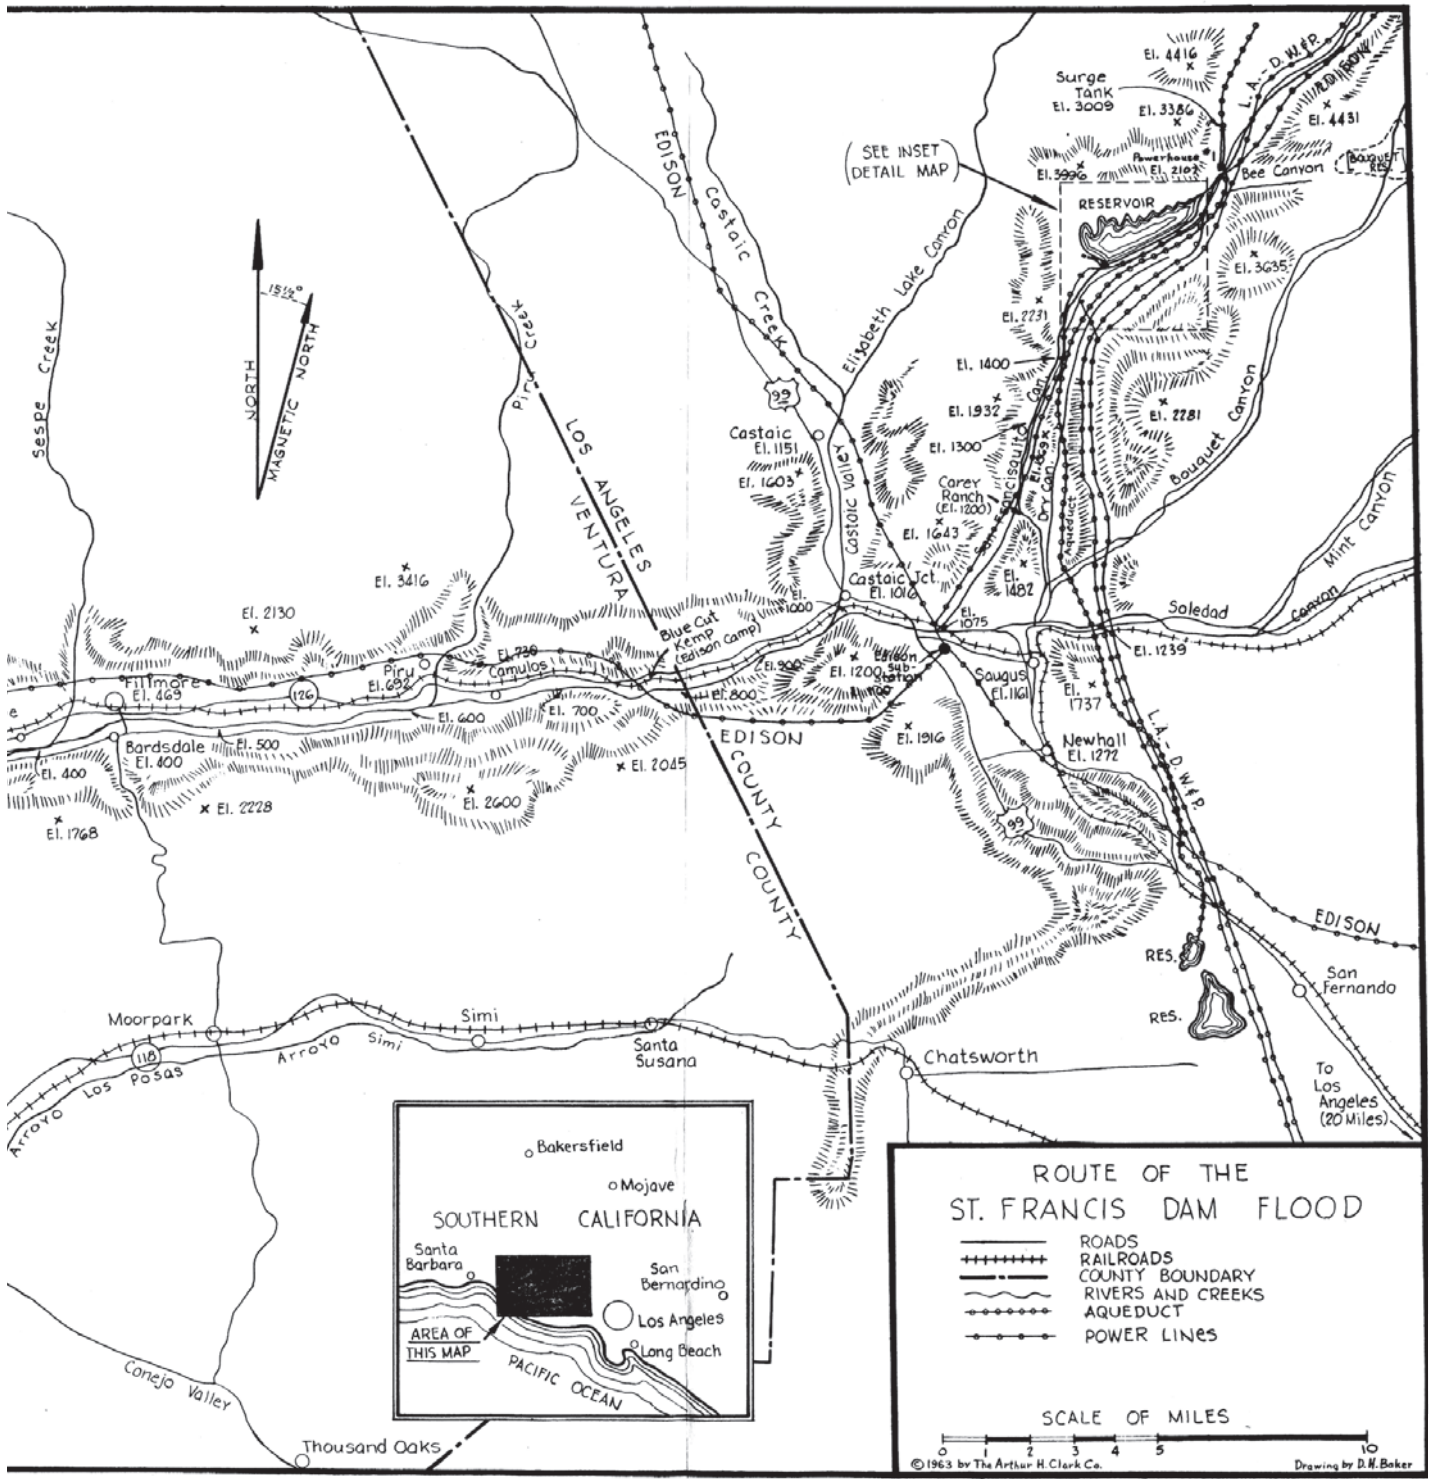 El. 4416
Surge
Tank
El. 3009
El. 3386
L. A. - D. W. & P.
EDISON
El. 4431
(SEE INSET
DETAIL MAP)
El. 3996
Powerhouse 1
El. 2107
Bee Canyon
BOUQUET
RES.
RESERVOIR
El. 3635
El. 2231
EDISON
Castaic
Creek
Elizabeth Lake Canyon
15½°
NORTH
MAGNETIC NORTH
Sespe Creek
Piru Creek
El. 1400
99
El. 1932
El. 2281
Bouquet Canyon
Castaic
El. 1151
El. 1300
El. 1603
Castaic Valley
Carey
Ranch
(El. 1200)
San Francisquito Can.
Dry Can.
Aqueduct
Mint Canyon
LOS ANGELES
VENTURA
El. 1643
El.
1482
El. 3416
El. 2130
Castaic Jct.
El. 1016
El.
1000
El.
1075
Soledad
Canyon
El. 1239
Blue Cut
Kemp
(Edison Camp)
El. 730
Camulos
Piru
El. 692
Fillmore
El. 469
126
El. 900
El. 1200
Edison
Sub-
Station
El. 1100
Saugus
El. 1161
El.
1737
El. 800
El. 700
El. 600
El. 500
Bardsdale
El. 400
e
El. 400
EDISON
El. 1916
Newhall
El. 1272
L. A. - D. W. & P.
El. 2045
El. 2600
El. 2228
El. 1768
COUNTY
COUNTY
99
EDISON
RES.
San
Fernando
RES.
Moorpark
118
Arroyo Los Posas
Arroyo Simi
Simi
Santa
Susana
Chatsworth
To
Los
Angeles
(20 Miles)
Conejo Valley
Thousand Oaks
Bakersfield
Mojave
SOUTHERN CALIFORNIA
Santa
Barbara
San
Bernardino
Los Angeles
Long Beach
AREA OF
THIS MAP
PACIFIC OCEAN
ROUTE OF THE
ST. FRANCIS DAM FLOOD
ROADS
RAILROADS
COUNTY BOUNDARY
RIVERS AND CREEKS
AQUEDUCT
POWER LINES
SCALE OF MILES
0 1 2 3 4 5 10
© 1963 by The Arthur H. Clark Co.
Drawing by D. H. Baker